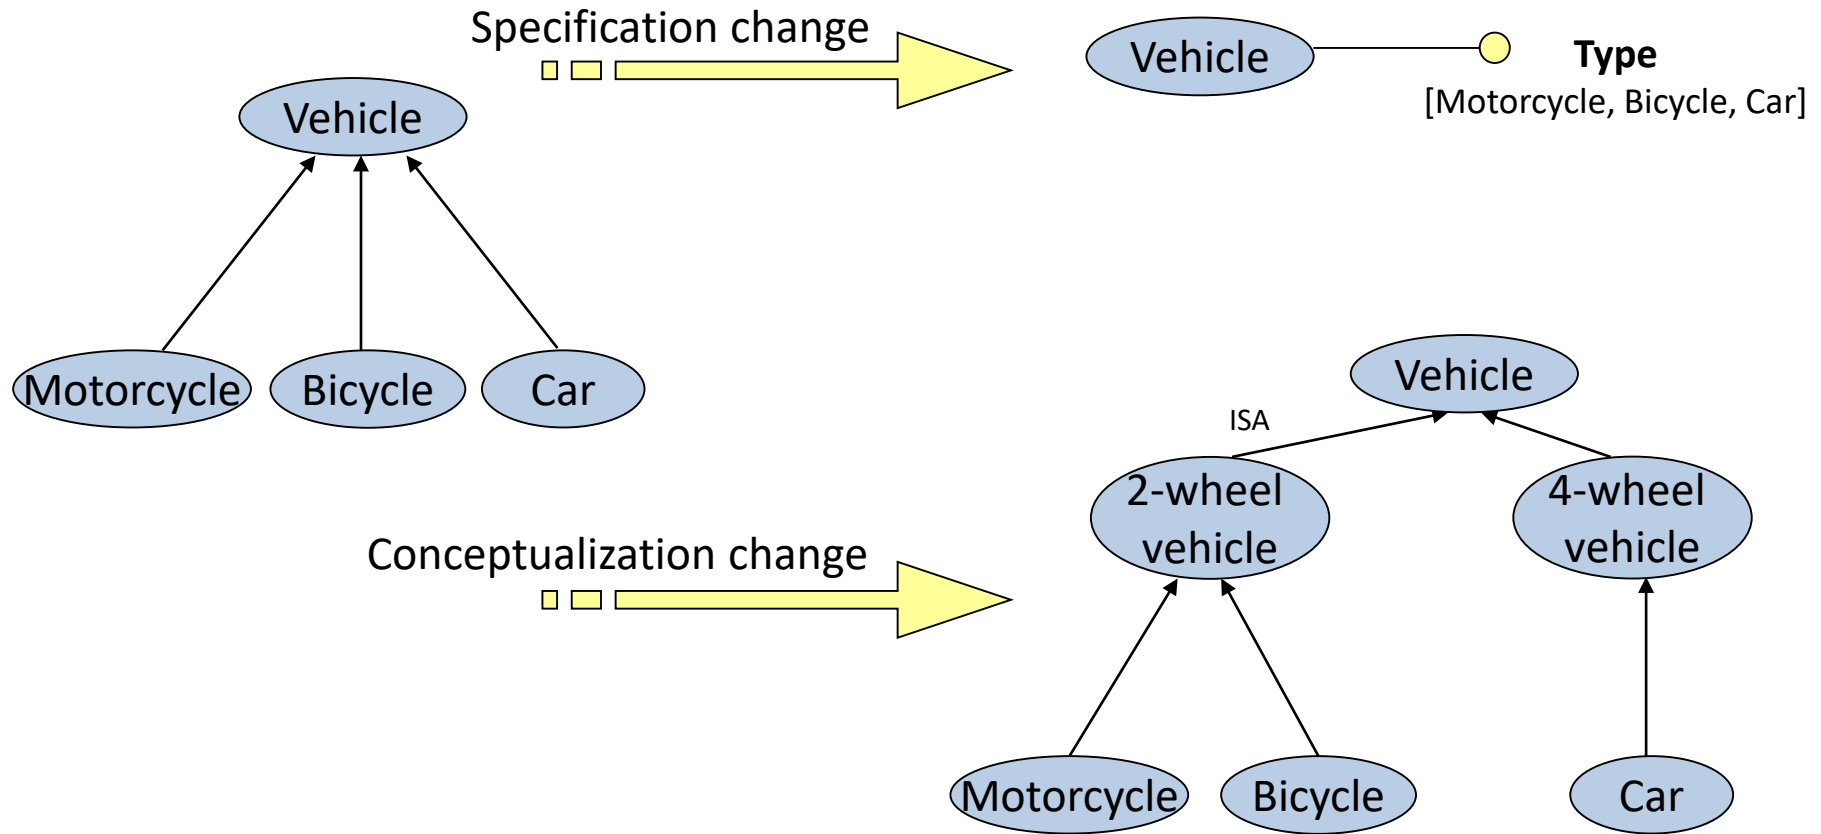 Specification change
Vehicle
Type
[Motorcycle, Bicycle, Car]
Vehicle
Motorcycle
Bicycle
Car
Conceptualization change
Vehicle
ISA
2-wheel
vehicle
4-wheel
vehicle
Motorcycle
Bicycle
Car